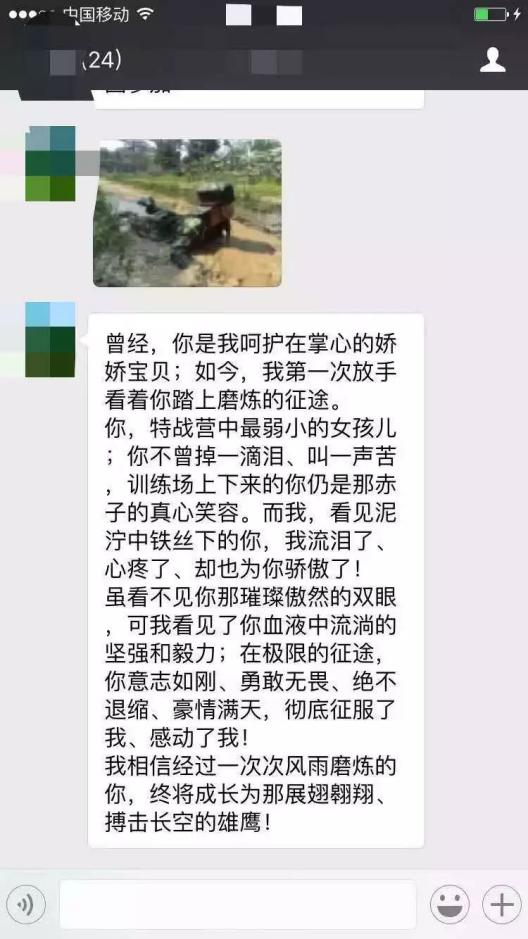 中国移动
(24)
曾经，你是我呵护在掌心的娇
娇宝贝；如今，我第一次放手
看着你踏上磨炼的征途。
你，特战营中最弱小的女孩儿
；你不曾掉一滴泪、叫一声苦
，训练场上下来的你仍是那赤
子的真心笑容。而我，看见泥
泞中铁丝下的你，我流泪了、
心疼了、却也为你骄傲了！
虽看不见你那璀璨傲然的双眼
，可我看见了你血液中流淌的
坚强和毅力；在极限的征途，
你意志如刚、勇敢无畏、绝不
退缩、豪情满天，彻底征服了
我、感动了我！
我相信经过一次次风雨磨炼的
你，终将成长为那展翅翱翔、
搏击长空的雄鹰！